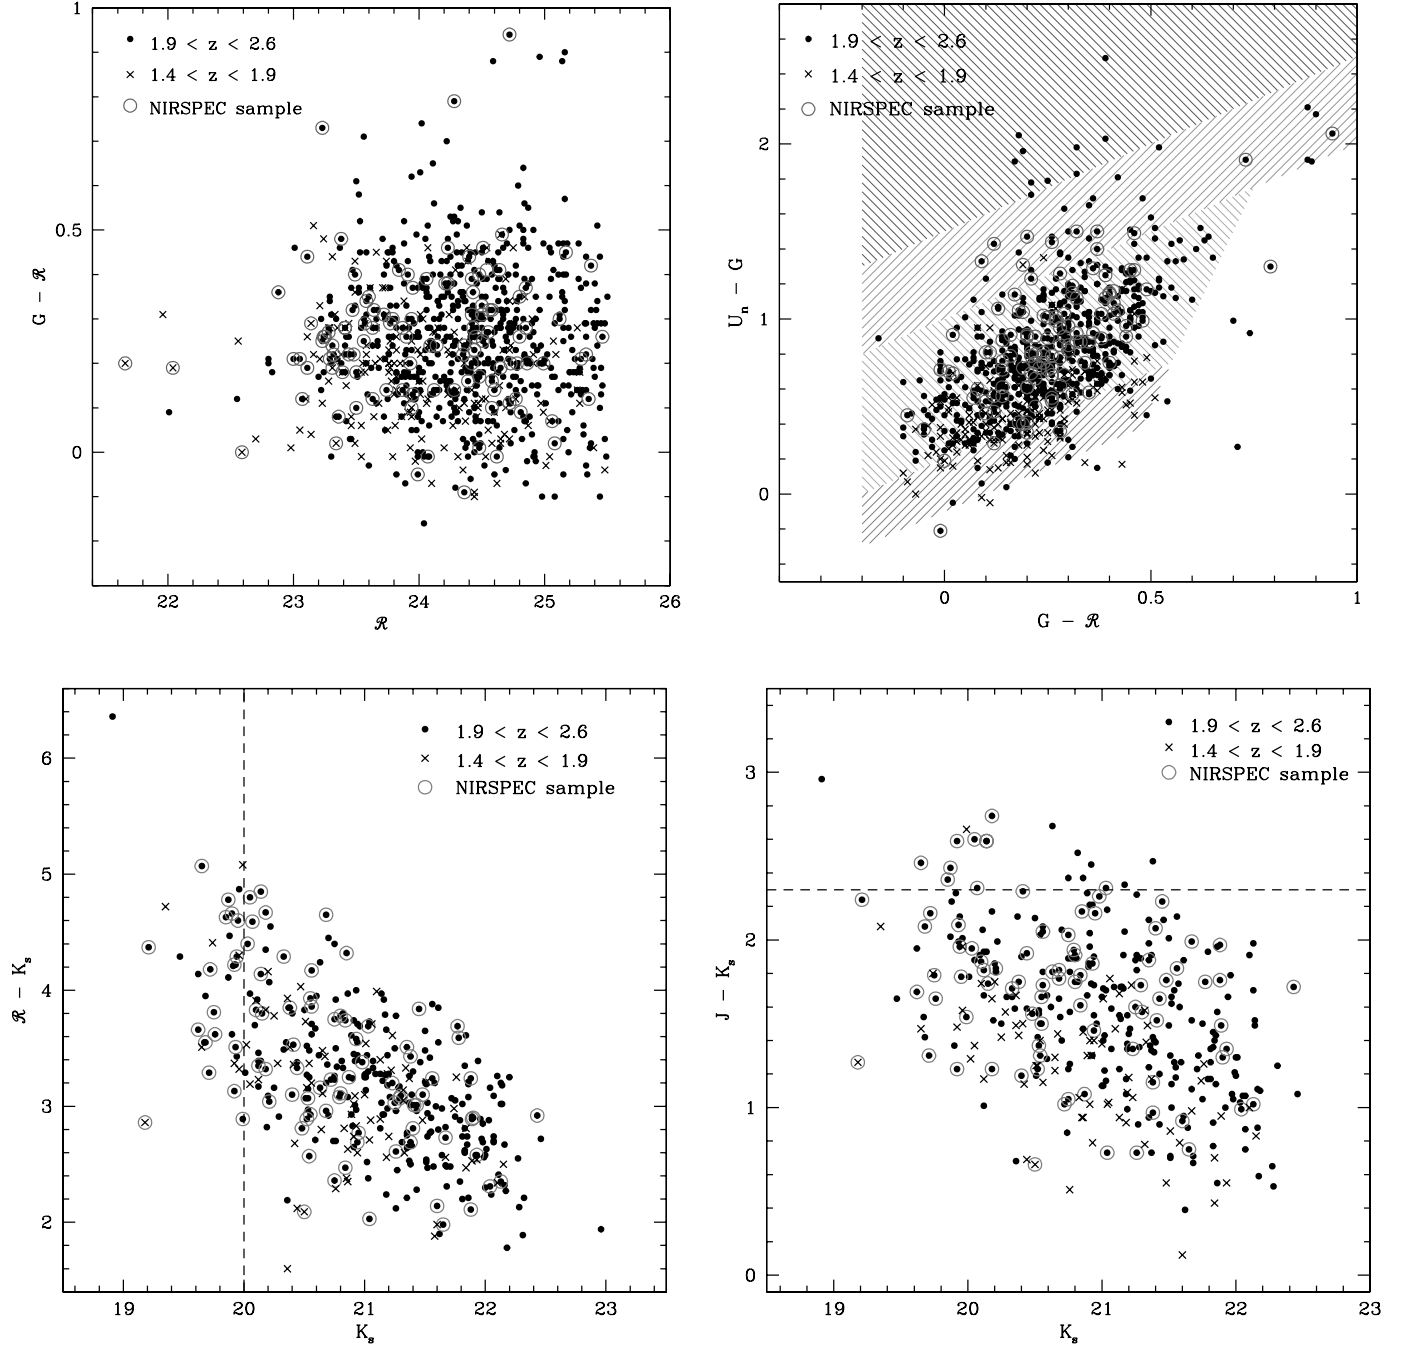 1
0.5
0
G − ℛ
22 23 24 25 26
ℛ
1.9 < z < 2.6
1.4 < z < 1.9
NIRSPEC sample
2
1
0
Uₙ − G
0 0.5 1
G − ℛ
1.9 < z < 2.6
1.4 < z < 1.9
NIRSPEC sample
6
5
4
3
2
ℛ − Kₛ
19 20 21 22 23
Kₛ
1.9 < z < 2.6
1.4 < z < 1.9
NIRSPEC sample
3
2
1
0
J − Kₛ
19 20 21 22 23
Kₛ
1.9 < z < 2.6
1.4 < z < 1.9
NIRSPEC sample